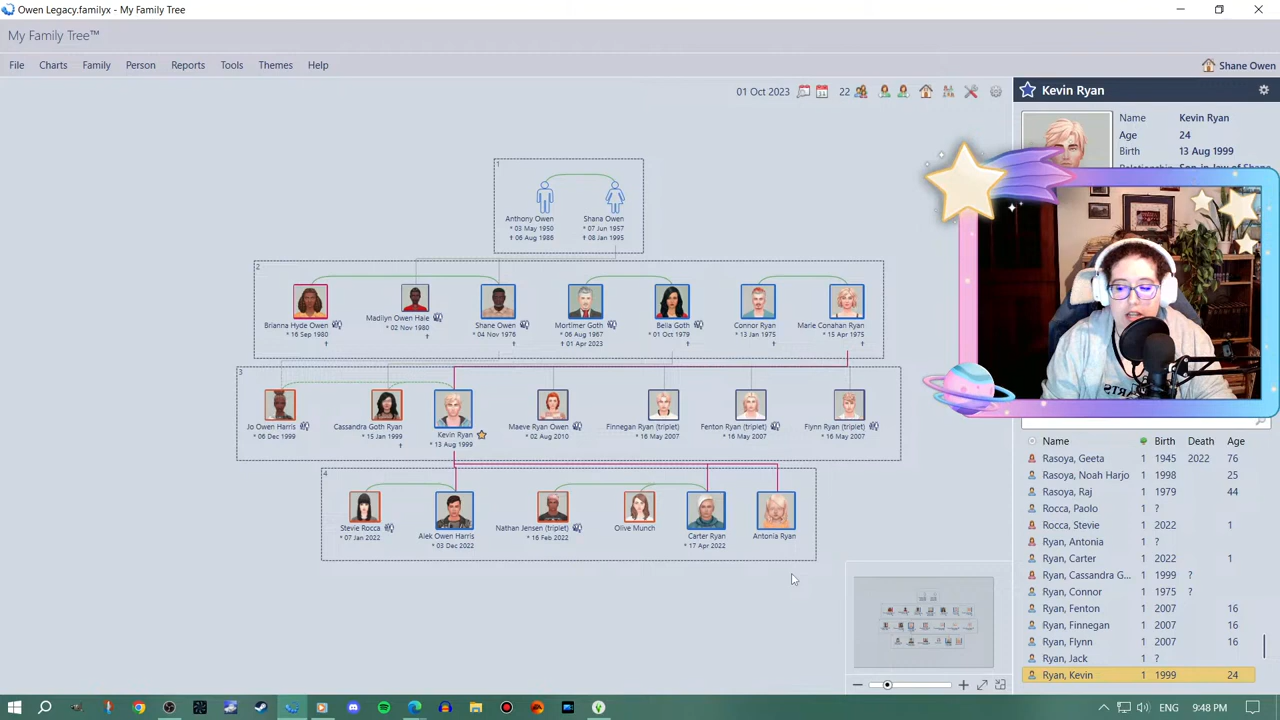 Owen Legacy.familyx - My Family Tree
My Family Tree™
File Charts Family Person Reports Tools Themes Help
Shane Owen
01 Oct 2023
22
Kevin Ryan
Name Kevin Ryan
Age 24
Birth 13 Aug 1999
Relationship Son-in-law of Shane
1
Anthony Owen
* 03 May 1950
† 06 Aug 1986
Shana Owen
* 07 Jun 1957
† 08 Jan 1995
2
Brianna Hyde Owen
* 16 Sep 1980
†
Madilyn Owen Hale
* 02 Nov 1980
†
Shane Owen
* 04 Nov 1976
†
Mortimer Goth
* 06 Aug 1967
† 01 Apr 2023
Bella Goth
* 01 Oct 1979
†
Connor Ryan
* 13 Jan 1975
†
Marie Conahan Ryan
* 15 Apr 1975
†
3
Jo Owen Harris
* 06 Dec 1999
Cassandra Goth Ryan
* 15 Jan 1999
†
Kevin Ryan
* 13 Aug 1999
Maeve Ryan Owen
* 02 Aug 2010
Finnegan Ryan (triplet)
* 16 May 2007
Fenton Ryan (triplet)
* 16 May 2007
Flynn Ryan (triplet)
* 16 May 2007
4
Stevie Rocca
* 07 Jan 2022
Alek Owen Harris
* 03 Dec 2022
Nathan Jensen (triplet)
* 16 Feb 2022
Olive Munch
Carter Ryan
* 17 Apr 2022
Antonia Ryan
Name Birth Death Age
Rasoya, Geeta 1 1945 2022 76
Rasoya, Noah Harjo 1 1998 25
Rasoya, Raj 1 1979 44
Rocca, Paolo 1 ?
Rocca, Stevie 1 2022 1
Ryan, Antonia 1 ?
Ryan, Carter 1 2022 1
Ryan, Cassandra G... 1 1999 ?
Ryan, Connor 1 1975 ?
Ryan, Fenton 1 2007 16
Ryan, Finnegan 1 2007 16
Ryan, Flynn 1 2007 16
Ryan, Jack 1 ?
Ryan, Kevin 1 1999 24
ENG 9:48 PM